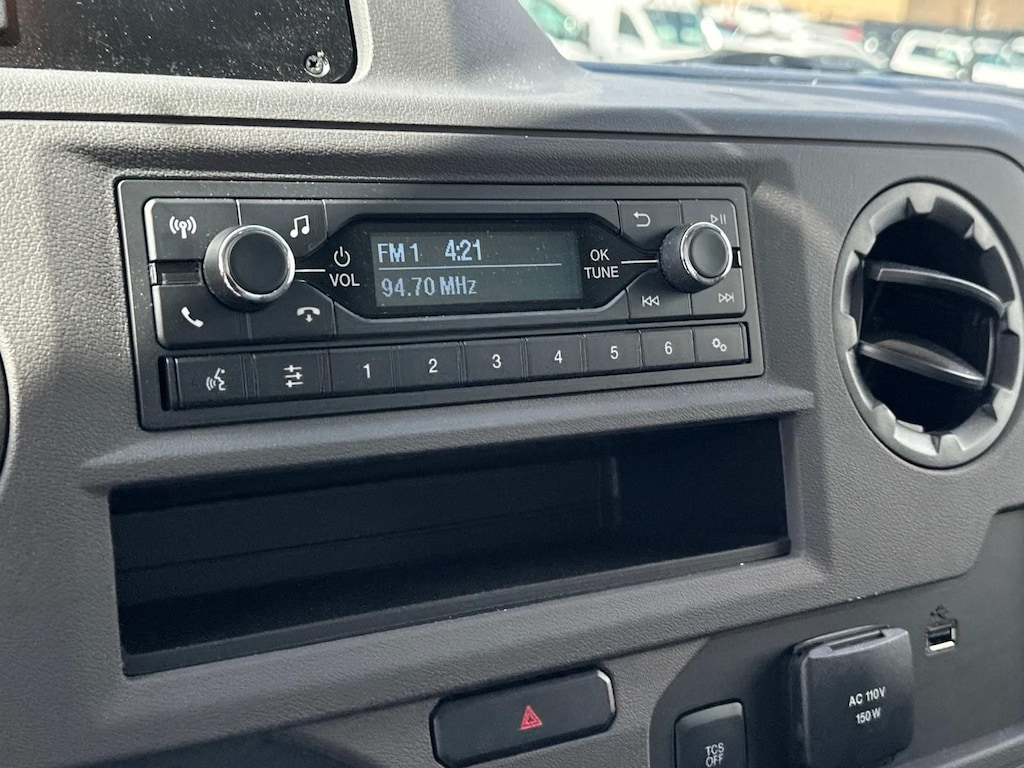 FM 1 4:21
94.70 MHz
VOL
OK
TUNE
1 2 3 4 5 6
AC 110V
150 W
TCS
OFF